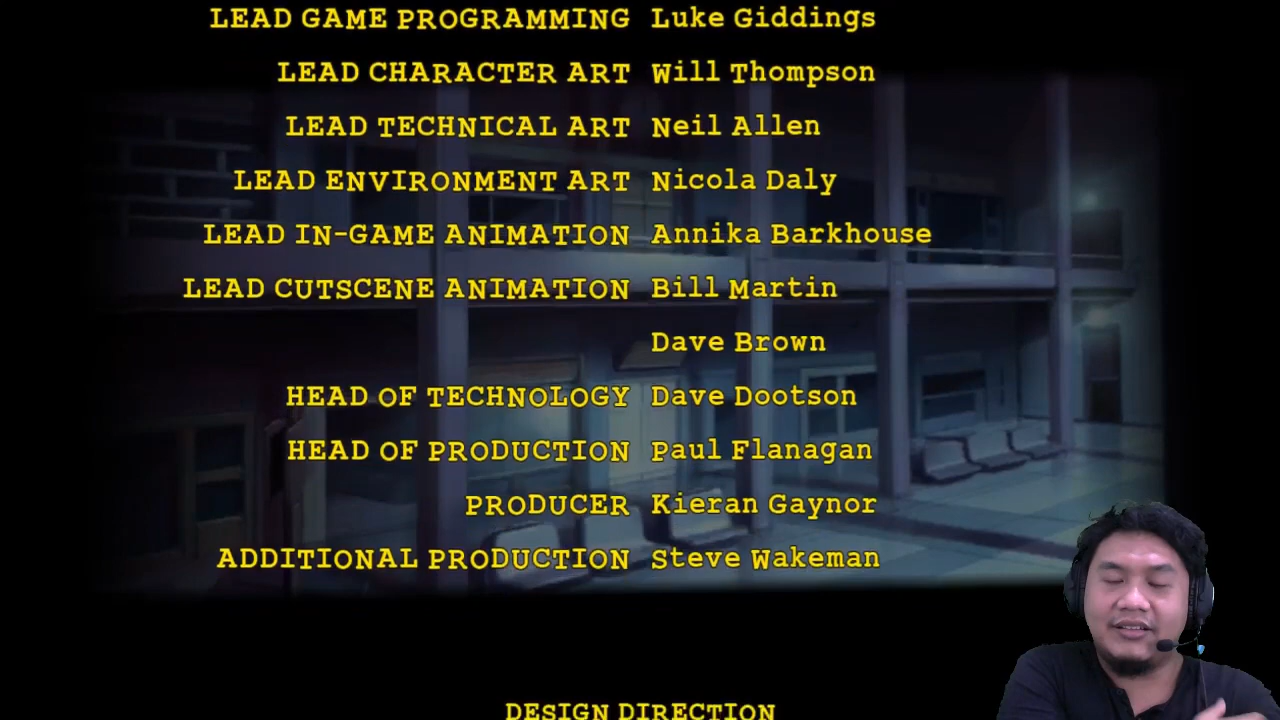 LEAD GAME PROGRAMMING Luke Giddings
LEAD CHARACTER ART Will Thompson
LEAD TECHNICAL ART Neil Allen
LEAD ENVIRONMENT ART Nicola Daly
LEAD IN-GAME ANIMATION Annika Barkhouse
LEAD CUTSCENE ANIMATION Bill Martin
Dave Brown
HEAD OF TECHNOLOGY Dave Dootson
HEAD OF PRODUCTION Paul Flanagan
PRODUCER Kieran Gaynor
ADDITIONAL PRODUCTION Steve Wakeman
DESIGN DIRECTION